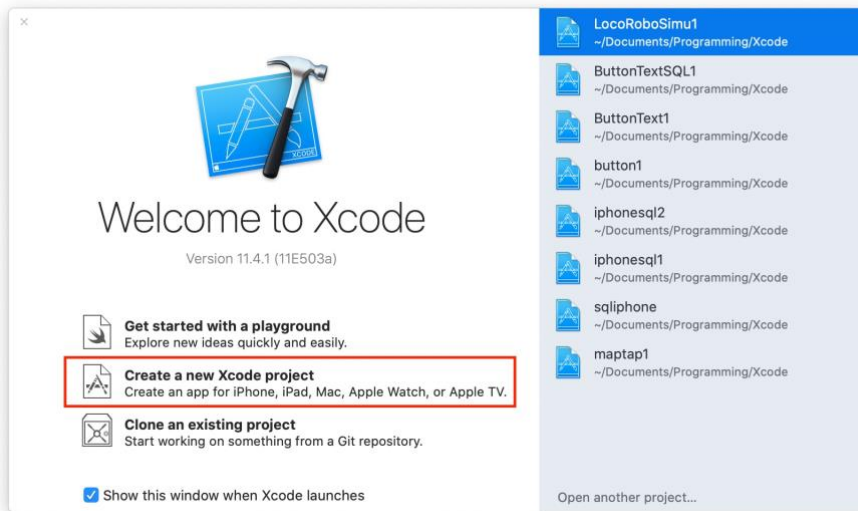 XCODE
Welcome to Xcode
Version 11.4.1 (11E503a)
Get started with a playground
Explore new ideas quickly and easily.
Create a new Xcode project
Create an app for iPhone, iPad, Mac, Apple Watch, or Apple TV.
Clone an existing project
Start working on something from a Git repository.
Show this window when Xcode launches
LocoRoboSimu1
~/Documents/Programming/Xcode
ButtonTextSQL1
~/Documents/Programming/Xcode
ButtonText1
~/Documents/Programming/Xcode
button1
~/Documents/Programming/Xcode
iphonesql2
~/Documents/Programming/Xcode
iphonesql1
~/Documents/Programming/Xcode
sqliphone
~/Documents/Programming/Xcode
maptap1
~/Documents/Programming/Xcode
Open another project...